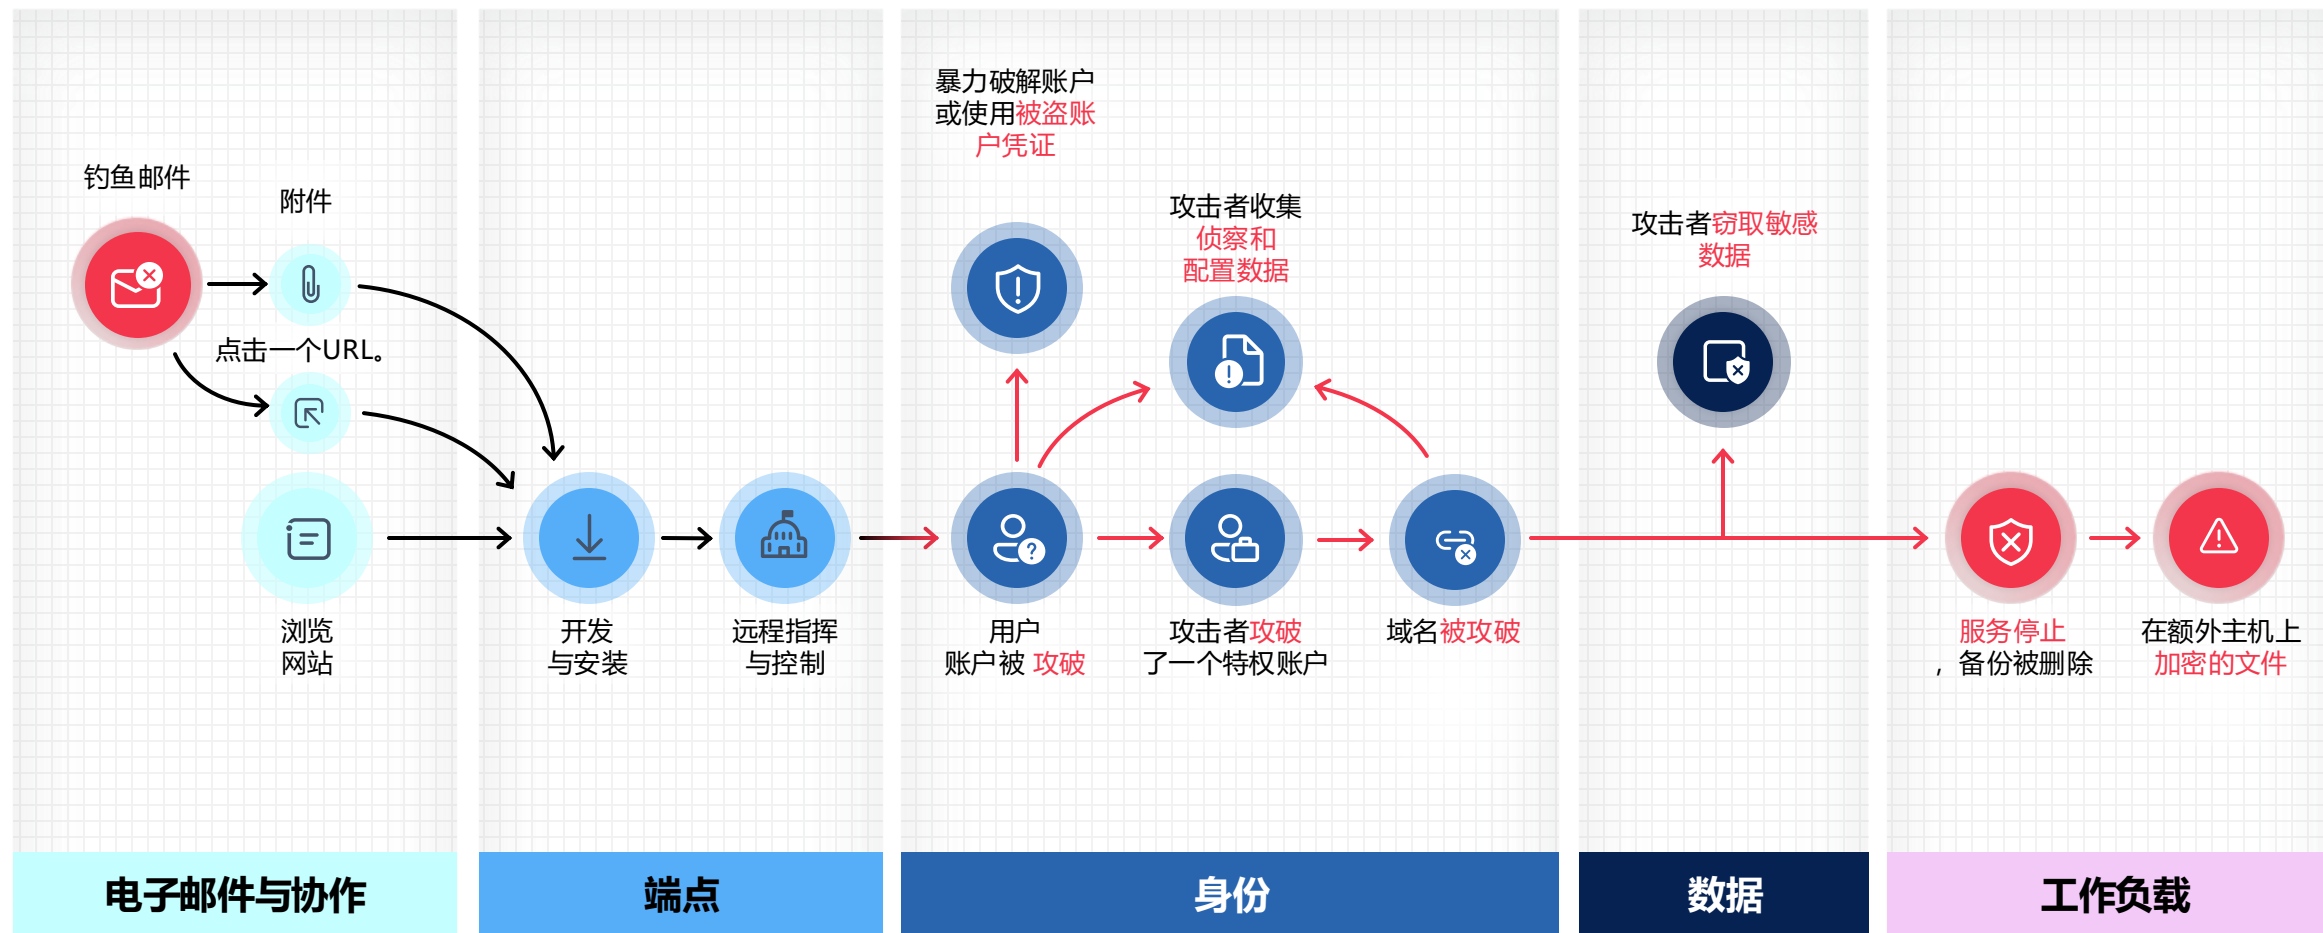 钓鱼邮件
附件
点击一个URL。
浏览
网站
开发
与安装
远程指挥
与控制
暴力破解账户
或使用被盗账
户凭证
攻击者收集
侦察和
配置数据
用户
账户被 攻破
攻击者攻破
了一个特权账户
域名被攻破
攻击者窃取敏感
数据
服务停止
，备份被删除
在额外主机上
加密的文件
电子邮件与协作
端点
身份
数据
工作负载